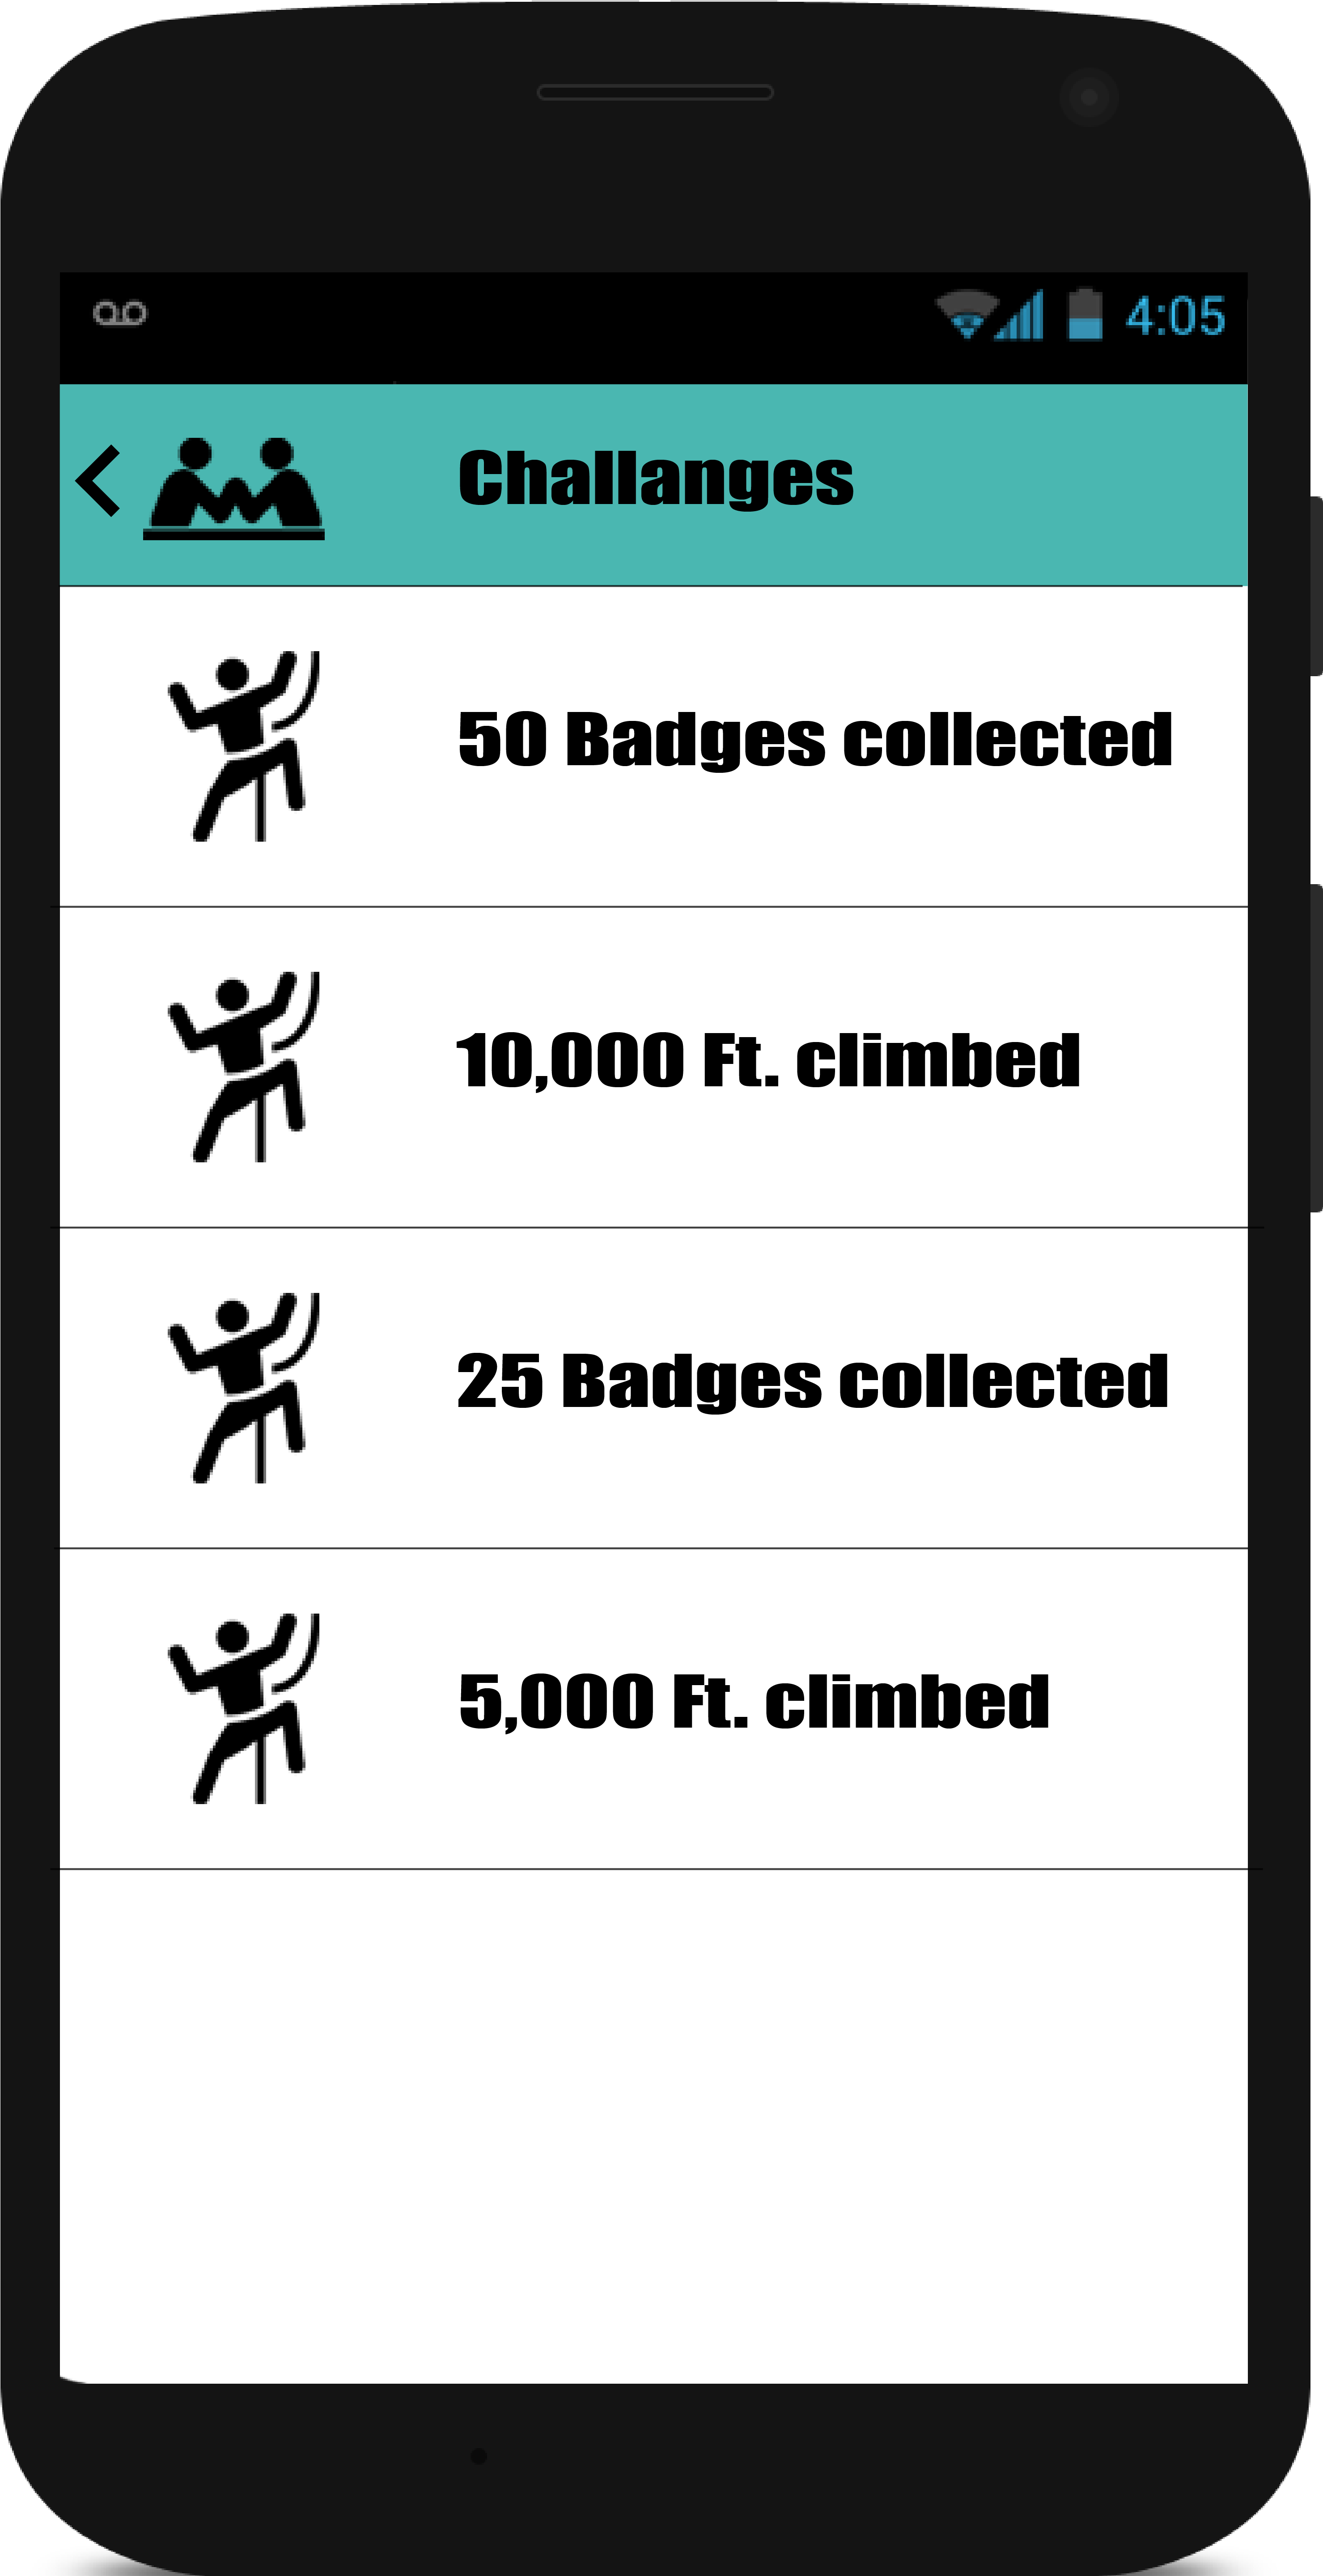 4:05
Challanges
50 Badges collected
10,000 Ft. climbed
25 Badges collected
5,000 Ft. climbed